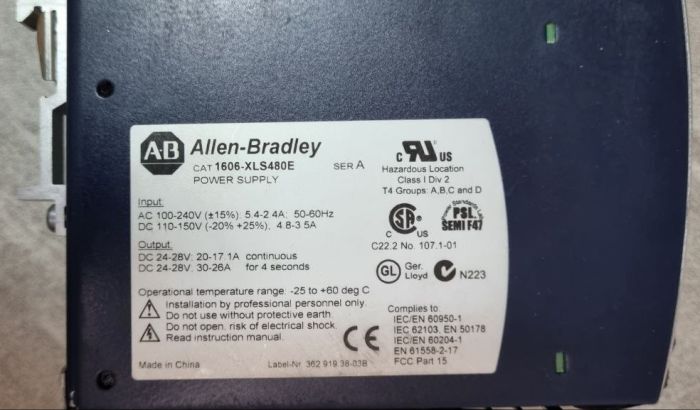 AB Allen-Bradley
CAT 1606-XLS480E SER A
POWER SUPPLY
Input:
AC 100-240V (±15%): 5.4-2.4A; 50-60Hz
DC 110-150V (-20% +25%), 4.8-3.5A
Output:
DC 24-28V: 20-17.1A continuous
DC 24-28V: 30-26A for 4 seconds
Operational temperature range: -25 to +60 deg C
Installation by professional personnel only.
Do not use without protective earth.
Do not open, risk of electrical shock.
Read instruction manual.
Made in China
Label-Nr. 362 919.38-03B
C RU US
Hazardous Location
Class I Div 2
T4 Groups: A,B,C and D
CSA
C US
Power Standards Lab
PSL
SEMI F47
C22.2 No. 107.1-01
GL Ger.
Lloyd
N223
CE
Complies to:
IEC/EN 60950-1
IEC 62103, EN 50178
IEC/EN 60204-1
EN 61558-2-17
FCC Part 15